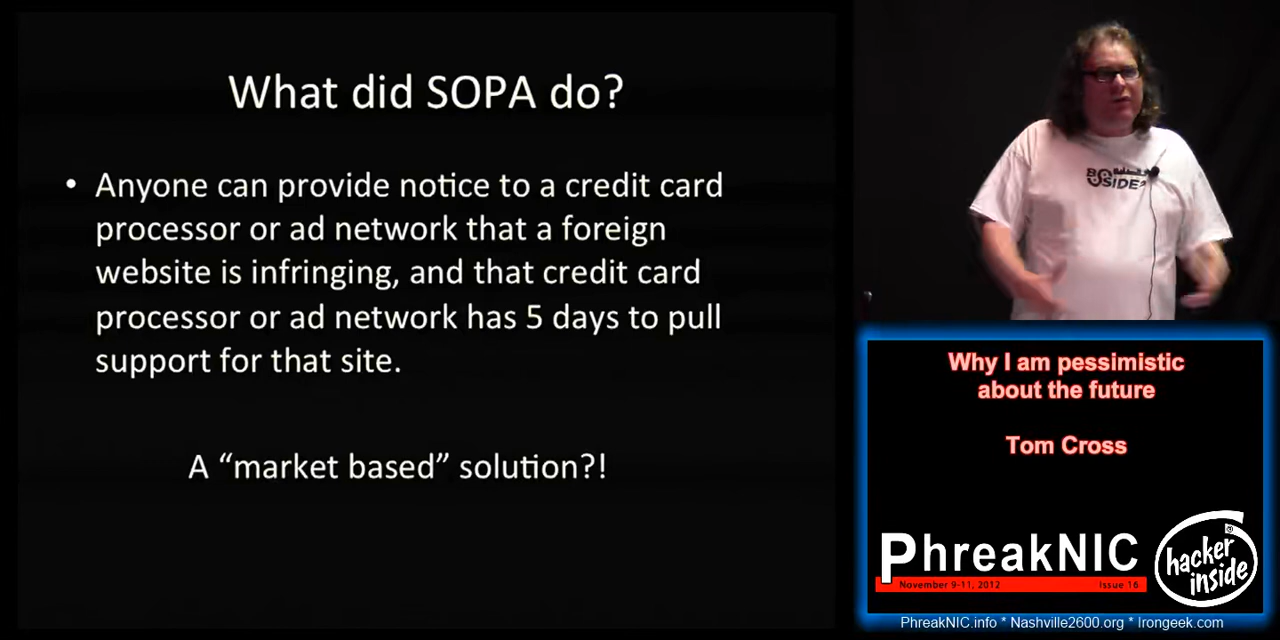 What did SOPA do?
• Anyone can provide notice to a credit card
processor or ad network that a foreign
website is infringing, and that credit card
processor or ad network has 5 days to pull
support for that site.
A “market based” solution?!
Why I am pessimistic
about the future
Tom Cross
PhreakNIC
November 9-11, 2012
Issue 16
hacker
inside
PhreakNIC.info * Nashville2600.org * Irongeek.com